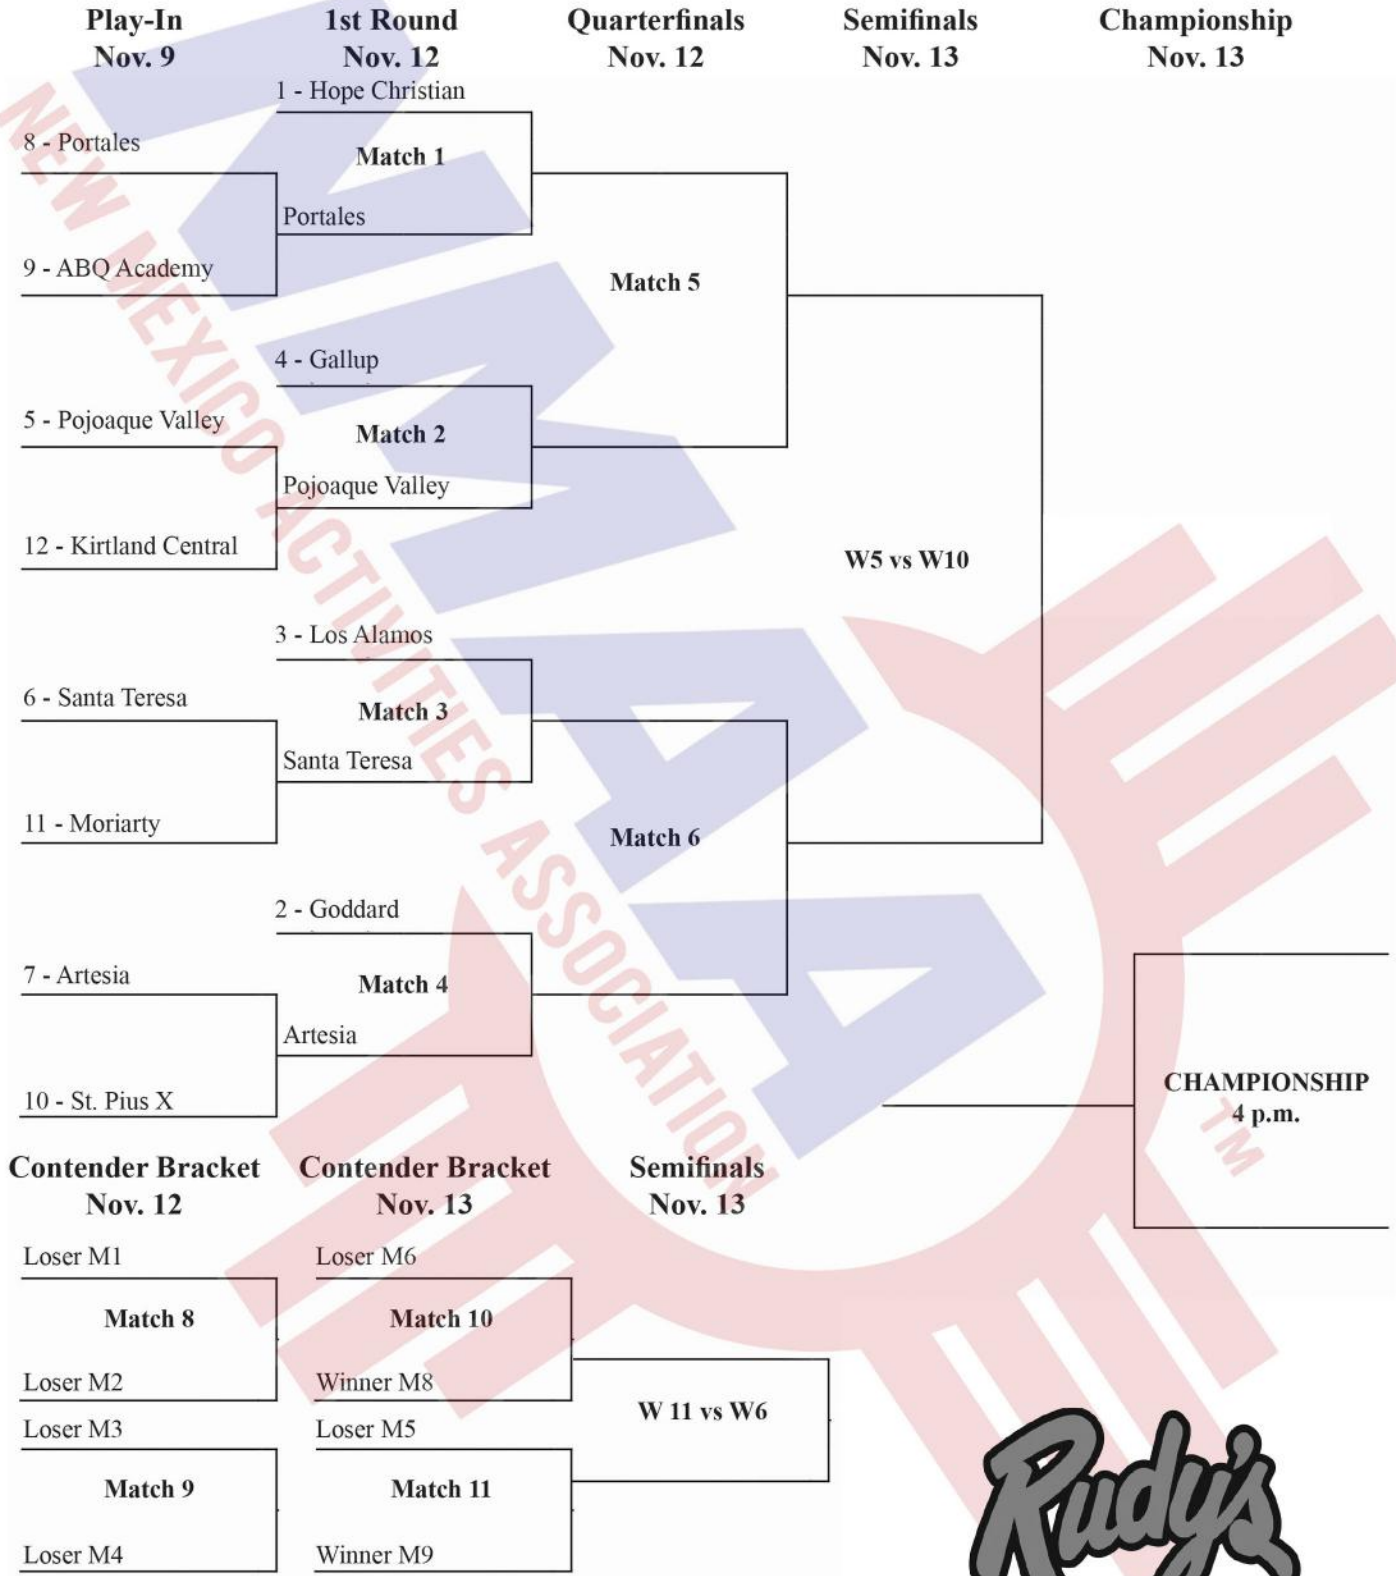 Play-In
Nov. 9
1st Round
Nov. 12
Quarterfinals
Nov. 12
Semifinals
Nov. 13
Championship
Nov. 13
1 - Hope Christian
8 - Portales
Match 1
Portales
9 - ABQ Academy
Match 5
4 - Gallup
5 - Pojoaque Valley
Match 2
Pojoaque Valley
12 - Kirtland Central
W5 vs W10
3 - Los Alamos
6 - Santa Teresa
Match 3
Santa Teresa
11 - Moriarty
Match 6
2 - Goddard
7 - Artesia
Match 4
Artesia
10 - St. Pius X
CHAMPIONSHIP
4 p.m.
Contender Bracket
Nov. 12
Contender Bracket
Nov. 13
Semifinals
Nov. 13
Loser M1
Loser M6
Match 8
Match 10
Loser M2
Winner M8
W 11 vs W6
Loser M3
Loser M5
Match 9
Match 11
Loser M4
Winner M9
NMAA
NEW MEXICO ACTIVITIES ASSOCIATION
TM
Rudy's